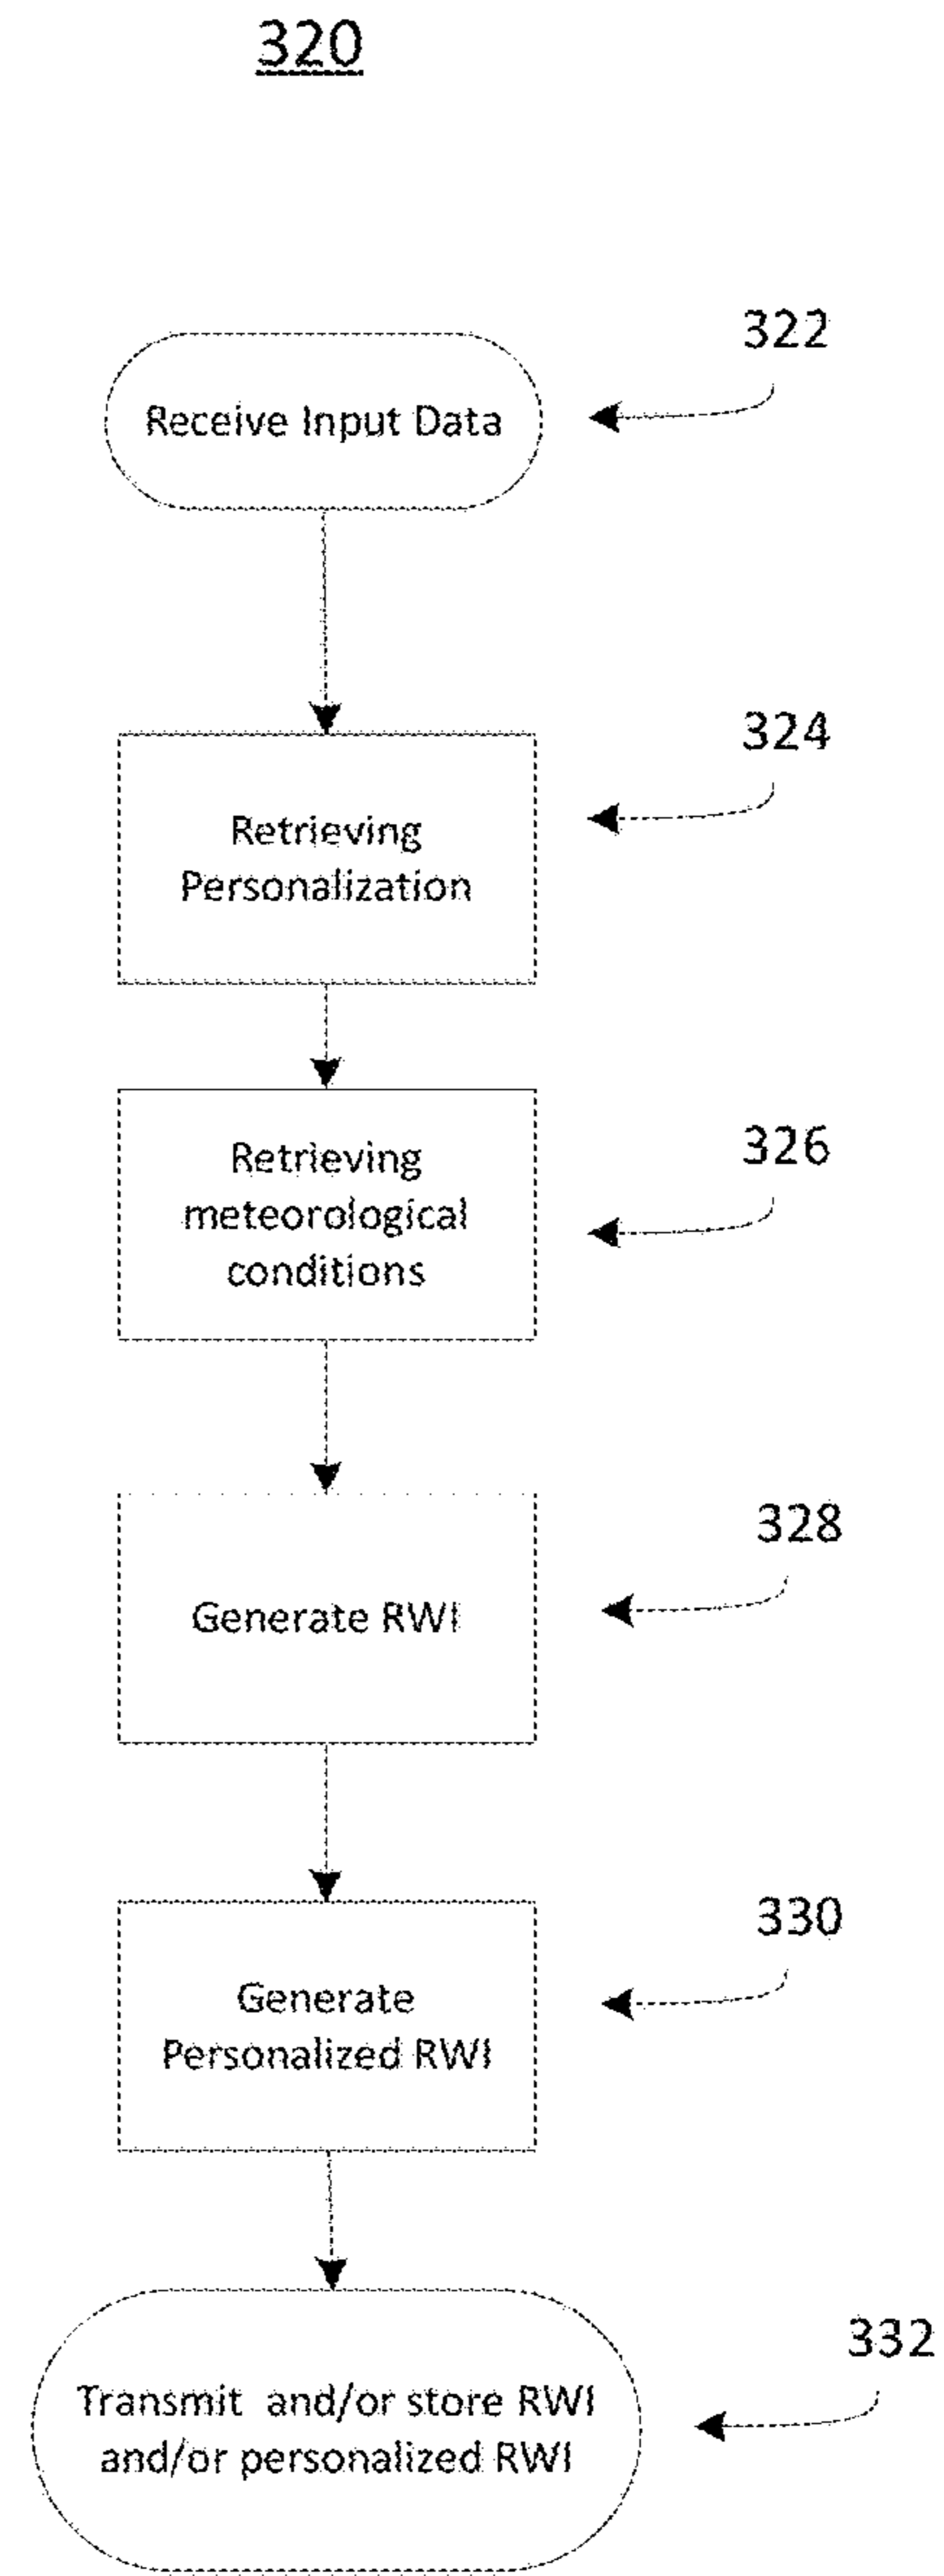 320
322
Receive Input Data
324
Retrieving
Personalization
326
Retrieving
meteorological
conditions
328
Generate RWI
330
Generate
Personalized RWI
332
Transmit and/or store RWI
and/or personalized RWI